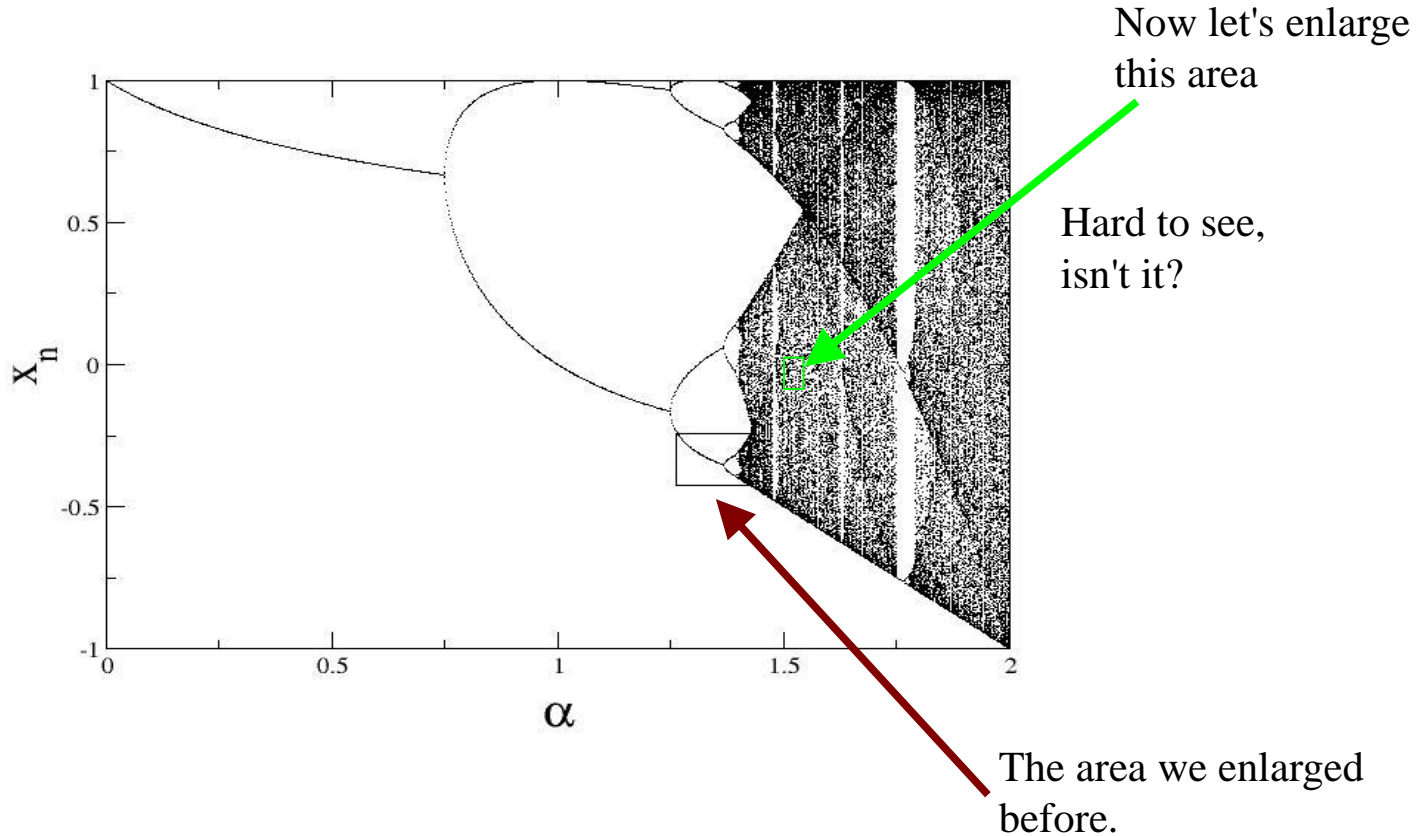 Now let's enlarge
this area
Hard to see,
isn't it?
1
0.5
0
-0.5
-1
x_n
0
0.5
1
1.5
2
α
The area we enlarged
before.